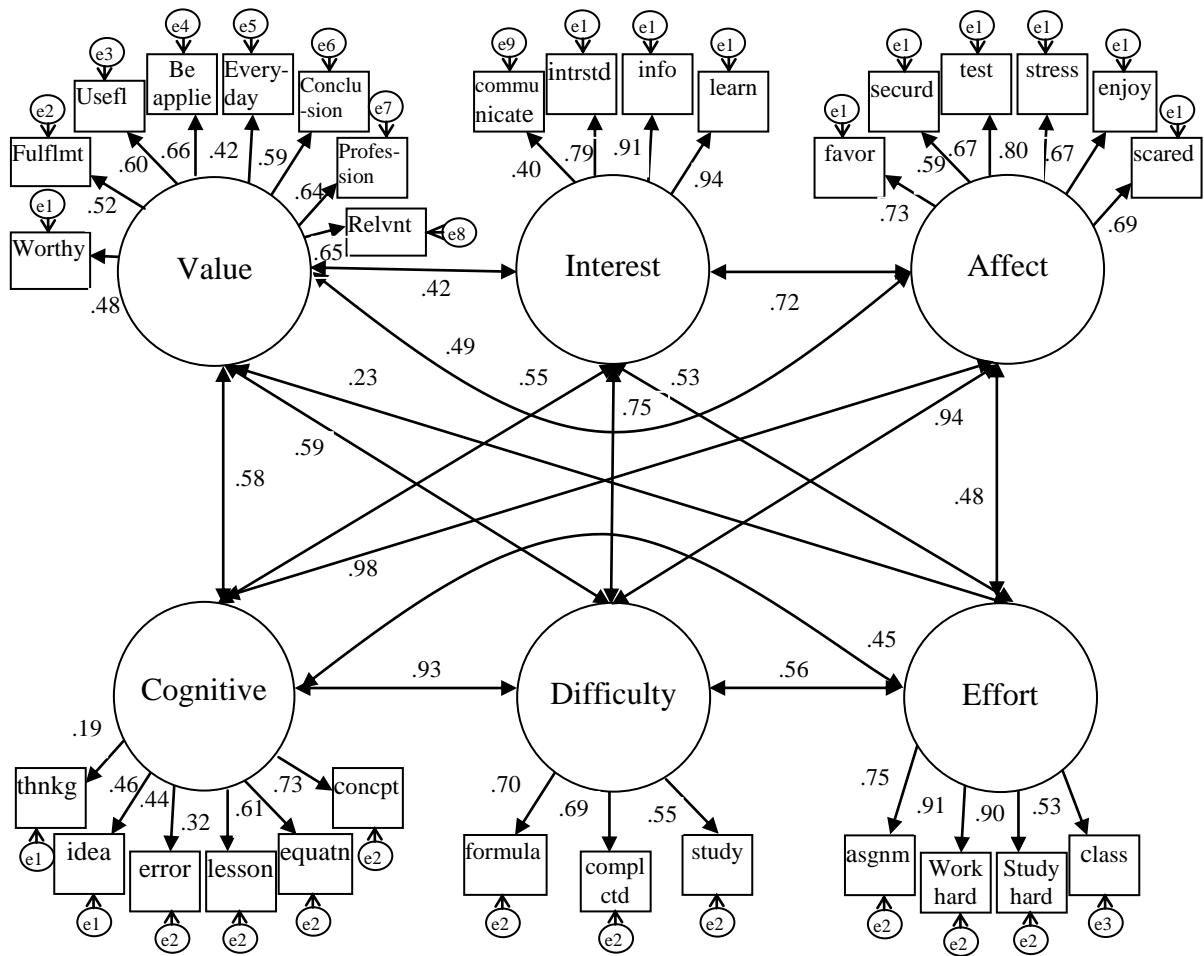 e4
e5
e1
e1
e1
e1
e3
e6
e9
e1
e1
e1
Be
applie
Every-
day
Usefl
Conclu
-sion
commu
nicate
intrstd
info
learn
securd
test
stress
enjoy
e2
e7
e1
e1
Fulflmt
Profes-
sion
favor
scared
.60
.66
.42
.59
.64
.40
.79
.91
.94
.59
.67
.80
.67
.73
.69
.52
e1
Worthy
Relvnt
e8
.65
.48
Value
Interest
Affect
.42
.72
.49
.23
.55
.53
.75
.94
.59
.58
.48
.98
.45
.93
.56
Cognitive
Difficulty
Effort
.19
.46
.44
.32
.61
.73
.70
.69
.55
.75
.91
.90
.53
thnkg
idea
error
lesson
equatn
concpt
formula
compl
ctd
study
asgnm
Work
hard
Study
hard
class
e1
e1
e2
e2
e2
e2
e2
e2
e2
e2
e2
e2
e3